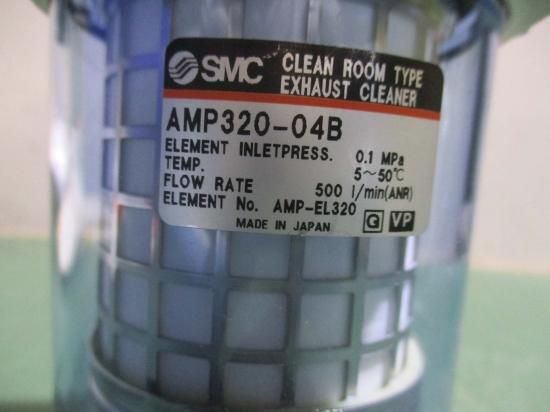 SMC CLEAN ROOM TYPE
EXHAUST CLEANER
AMP320-04B
ELEMENT INLETPRESS. 0.1 MPa
TEMP. 5~50℃
FLOW RATE 500 l/min(ANR)
ELEMENT No. AMP-EL320
MADE IN JAPAN G VP